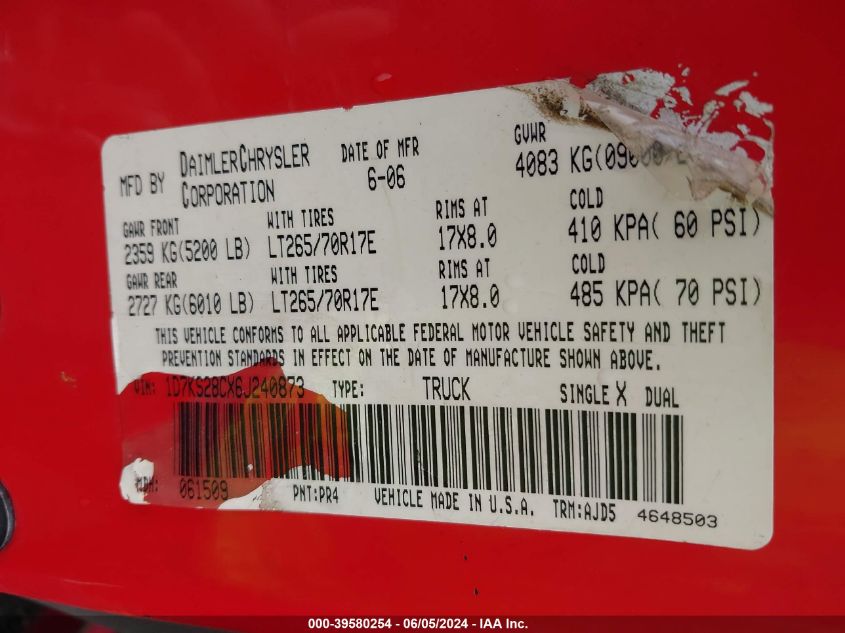 MFD BY DAIMLERCHRYSLER CORPORATION DATE OF MFR 6-06 GVWR 4083 KG(09000
GAWR FRONT WITH TIRES RIMS AT COLD
2359 KG(5200 LB) LT265/70R17E 17X8.0 410 KPA( 60 PSI)
GAWR REAR WITH TIRES RIMS AT COLD
2727 KG(6010 LB) LT265/70R17E 17X8.0 485 KPA( 70 PSI)
THIS VEHICLE CONFORMS TO ALL APPLICABLE FEDERAL MOTOR VEHICLE SAFETY AND THEFT
PREVENTION STANDARDS IN EFFECT ON THE DATE OF MANUFACTURE SHOWN ABOVE.
VIN: 1D7KS28CX6J240873 TYPE: TRUCK SINGLE X DUAL
MDH: 061509 PNT:PR4 VEHICLE MADE IN U.S.A. TRM:AJD5 4648503
000-39580254 - 06/05/2024 - IAA Inc.